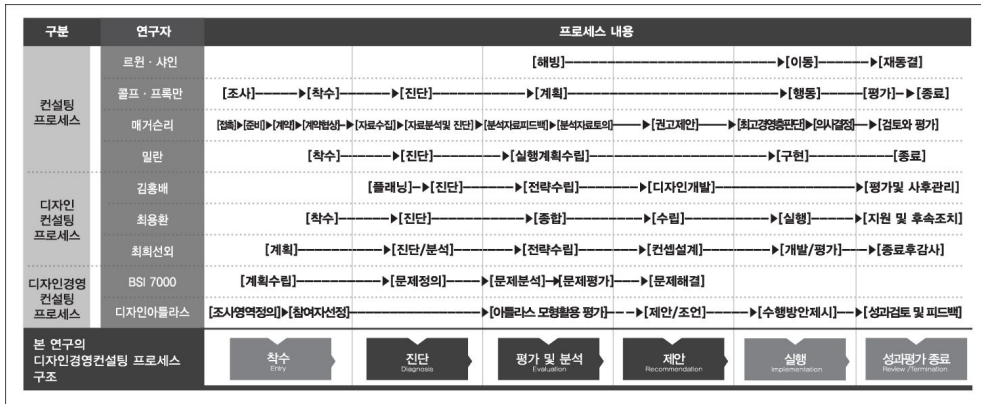 구분 연구자 프로세스 내용
컨설팅
프로세스
르윈 · 샤인 [해빙] [이동] [재동결]
콜프 · 프록만 [조사] [착수] [진단] [계획] [행동] [평가] [종료]
매거슨리 [접촉] [준비] [계약] [계약협상] [자료수집] [자료분석및 진단] [분석자료피드백] [분석자료토의] [권고제안] [최고경영층판단] [의사결정] [검토와 평가]
밀란 [착수] [진단] [실행계획수립] [구현] [종료]
디자인
컨설팅
프로세스
김홍배 [플래닝] [진단] [전략수립] [디자인개발] [평가및 사후관리]
최용환 [착수] [진단] [종합] [수립] [실행] [지원 및 후속조치]
최희선외 [계획] [진단/분석] [전략수립] [컨셉설계] [개발/평가] [종료후감사]
디자인경영
컨설팅
프로세스
BSI 7000 [계획수립] [문제정의] [문제분석] [문제평가] [문제해결]
디자인아틀라스 [조사영역정의] [참여자선정] [아틀라스 모형활용 평가] [제안/조언] [수행방안제시] [성과검토 및 피드백]
본 연구의
디자인경영컨설팅 프로세스
구조
착수
Entry
진단
Diagnosis
평가 및 분석
Evaluation
제안
Recommendation
실행
Implementation
성과평가 종료
Review /Termination